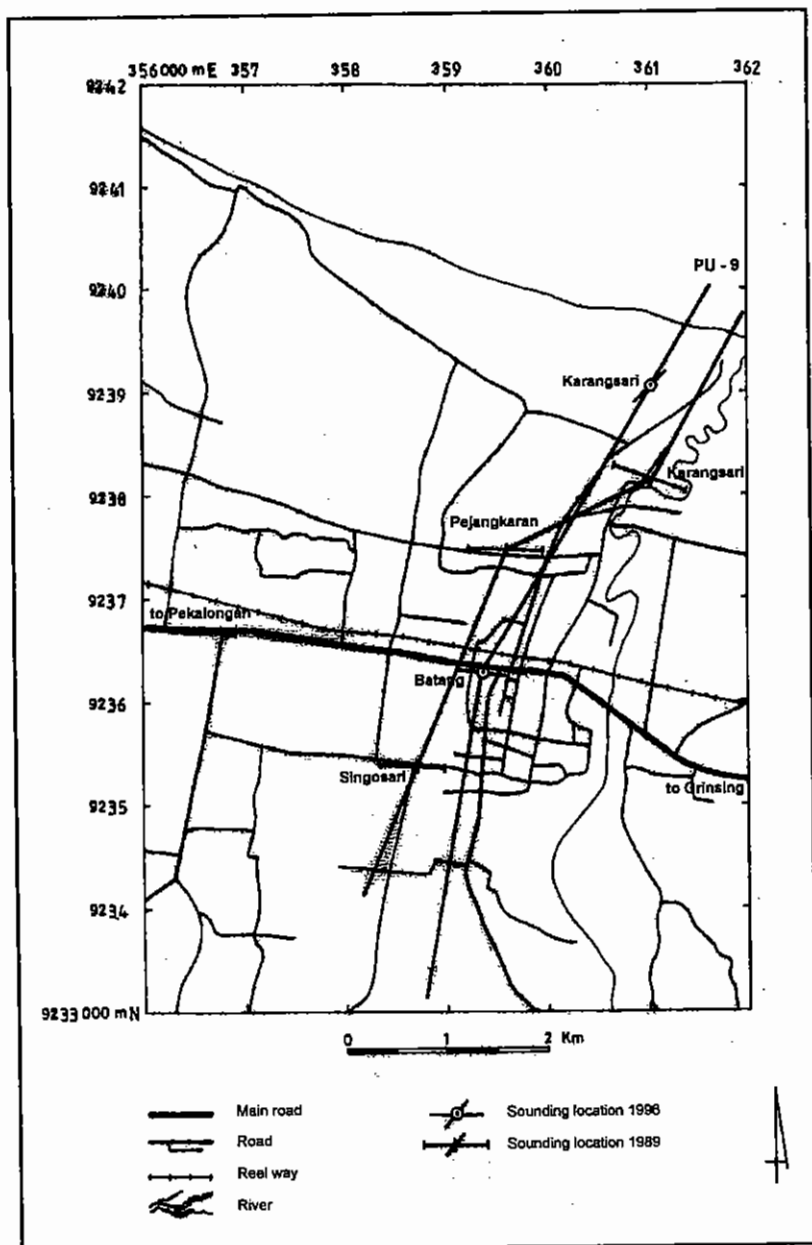 356000 mE 357 358 359 360 361 362
9242
9241
PU - 9
9240
Karangsari
9239
Karangsari
9238
Pejangkaran
9237
to Pekalongan
Batang
9236
Singosari
to Grinsing
9235
9234
9233 000 mN
0 1 2 Km
Main road
Sounding location 1996
Road
Sounding location 1989
Reel way
River